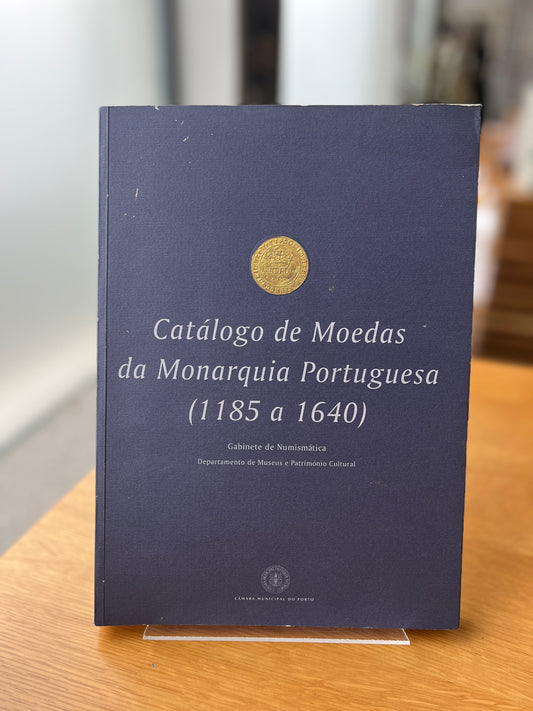 Catálogo de Moedas
da Monarquia Portuguesa
(1185 a 1640)
Gabinete de Numismática
Departamento de Museus e Património Cultural
CÂMARA MUNICIPAL DO PORTO